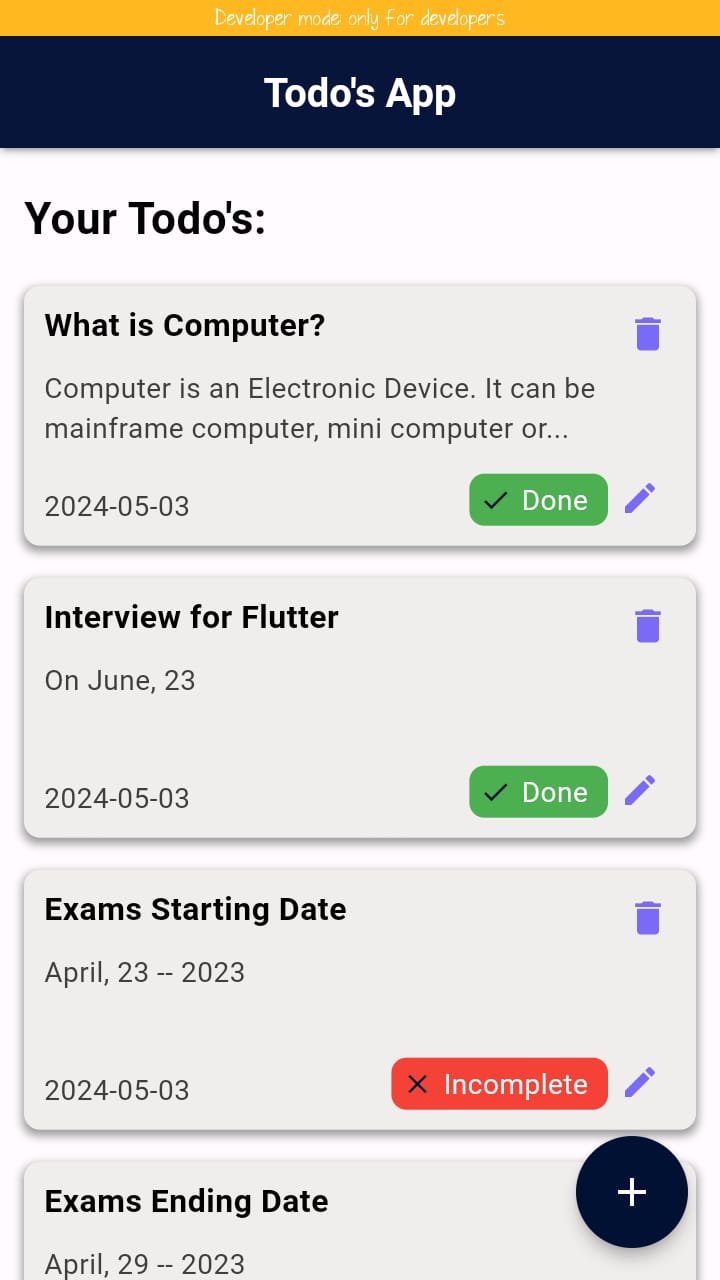 Developer mode only for developers
Todo's App
Your Todo's:
What is Computer?
Computer is an Electronic Device. It can be
mainframe computer, mini computer or...
2024-05-03
Done
Interview for Flutter
On June, 23
2024-05-03
Done
Exams Starting Date
April, 23 -- 2023
2024-05-03
Incomplete
Exams Ending Date
April, 29 -- 2023